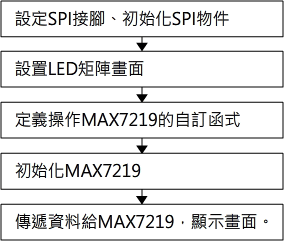 設定SPI接腳、初始化SPI物件
設置LED矩陣畫面
定義操作MAX7219的自訂函式
初始化MAX7219
傳遞資料給MAX7219，顯示畫面。